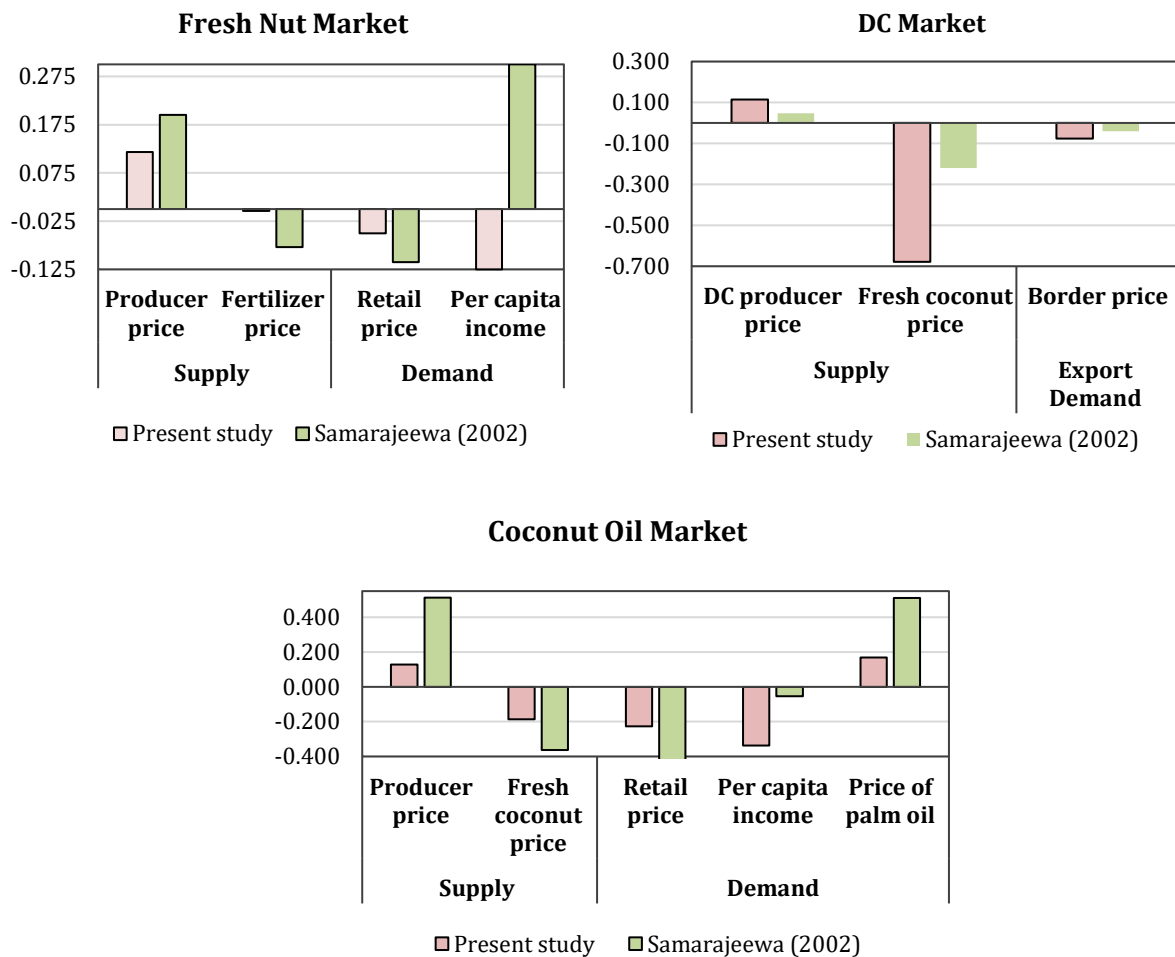 Fresh Nut Market
0.275
0.175
0.075
-0.025
-0.125
Producer price
Fertilizer price
Retail price
Per capita income
Supply
Demand
Present study
Samarajeewa (2002)
DC Market
0.300
0.100
-0.100
-0.300
-0.500
-0.700
DC producer price
Fresh coconut price
Border price
Supply
Export Demand
Present study
Samarajeewa (2002)
Coconut Oil Market
0.400
0.200
0.000
-0.200
-0.400
Producer price
Fresh coconut price
Retail price
Per capita income
Price of palm oil
Supply
Demand
Present study
Samarajeewa (2002)